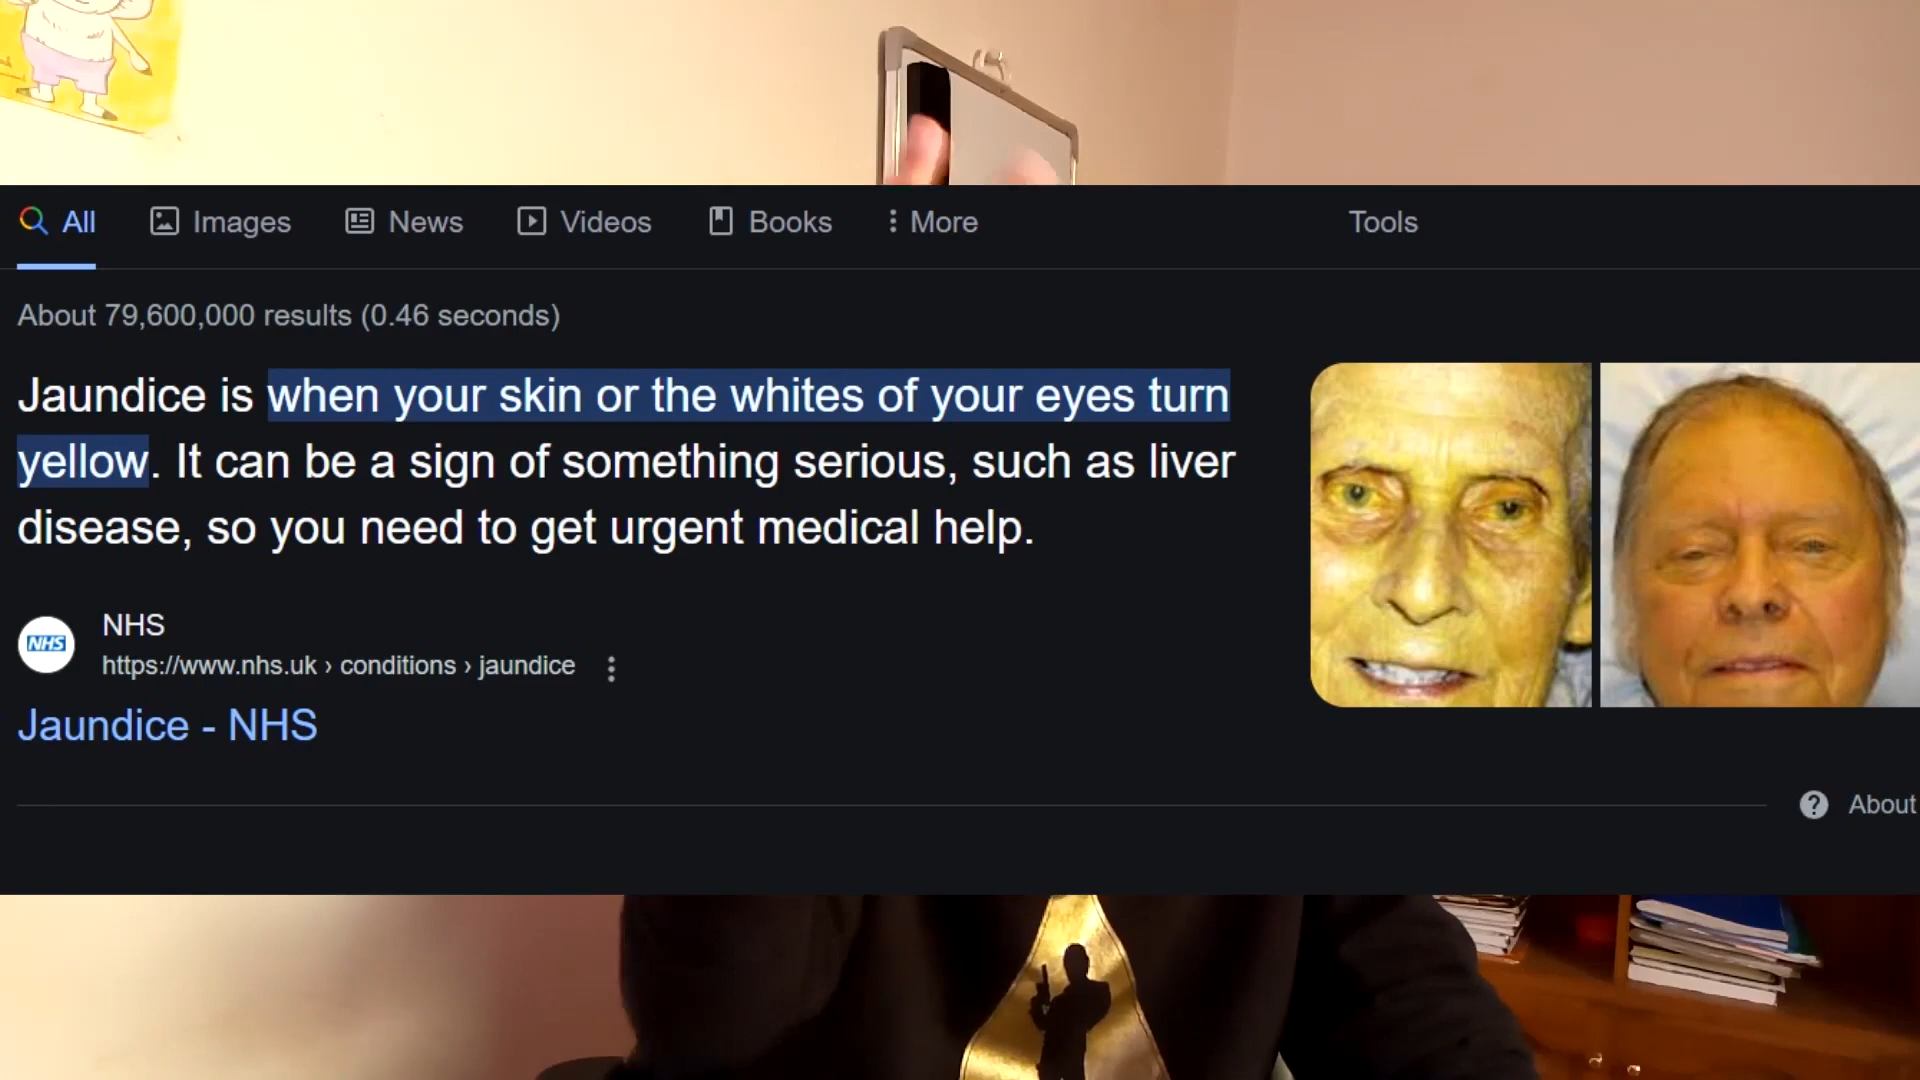 All Images News Videos Books More Tools
About 79,600,000 results (0.46 seconds)
Jaundice is when your skin or the whites of your eyes turn
yellow. It can be a sign of something serious, such as liver
disease, so you need to get urgent medical help.
NHS
NHS
https://www.nhs.uk › conditions › jaundice
Jaundice - NHS
About